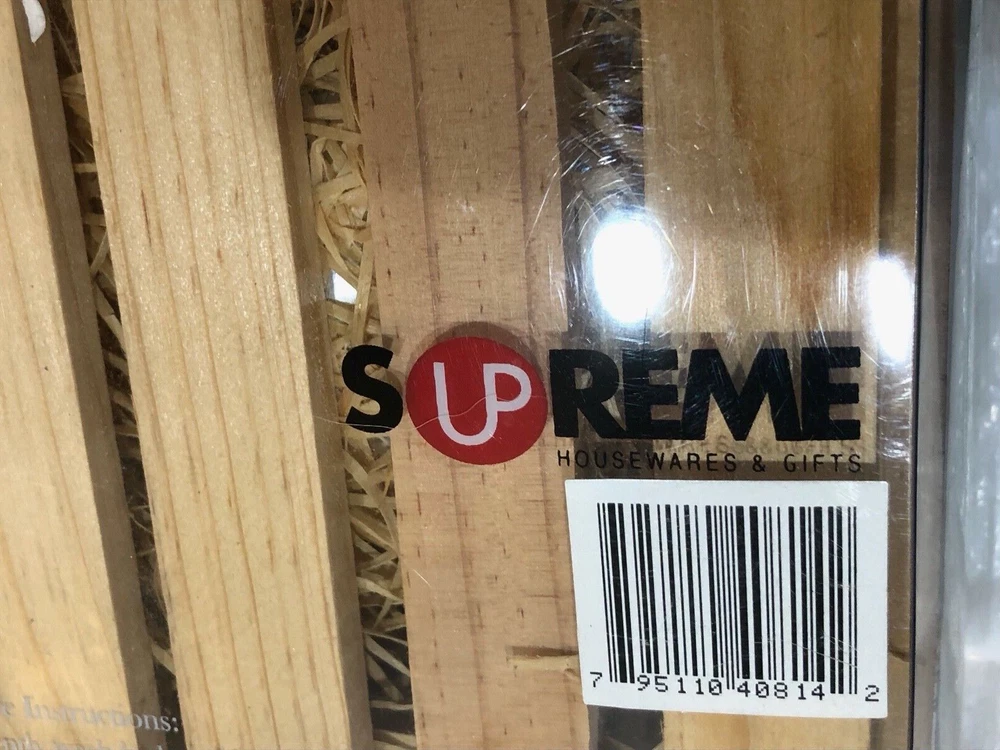 SUPREME
HOUSEWARES & GIFTS
7 95110 40814 2
Instructions: